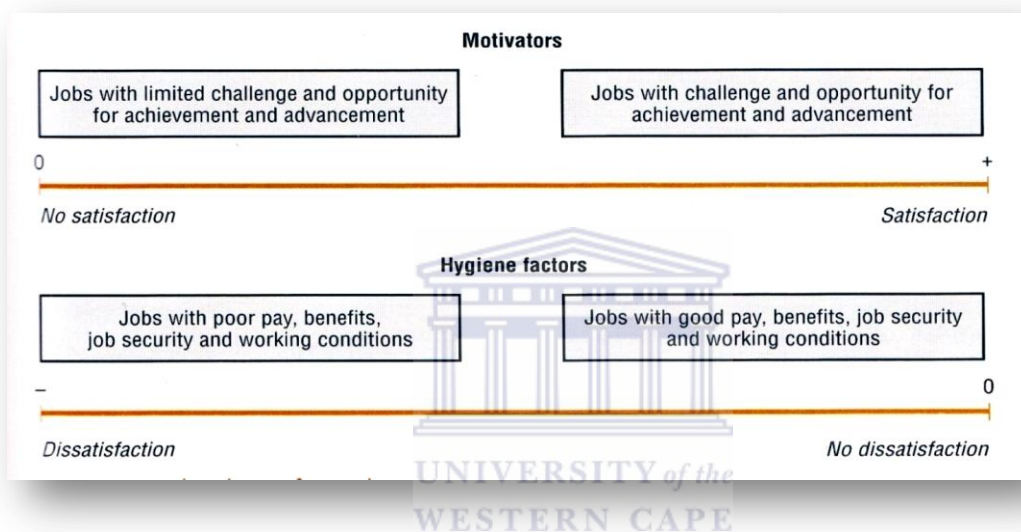 Motivators
Jobs with limited challenge and opportunity
for achievement and advancement
Jobs with challenge and opportunity for
achievement and advancement
0
+
No satisfaction
Satisfaction
Hygiene factors
Jobs with poor pay, benefits,
job security and working conditions
Jobs with good pay, benefits, job security
and working conditions
–
0
Dissatisfaction
No dissatisfaction
UNIVERSITY of the
WESTERN CAPE